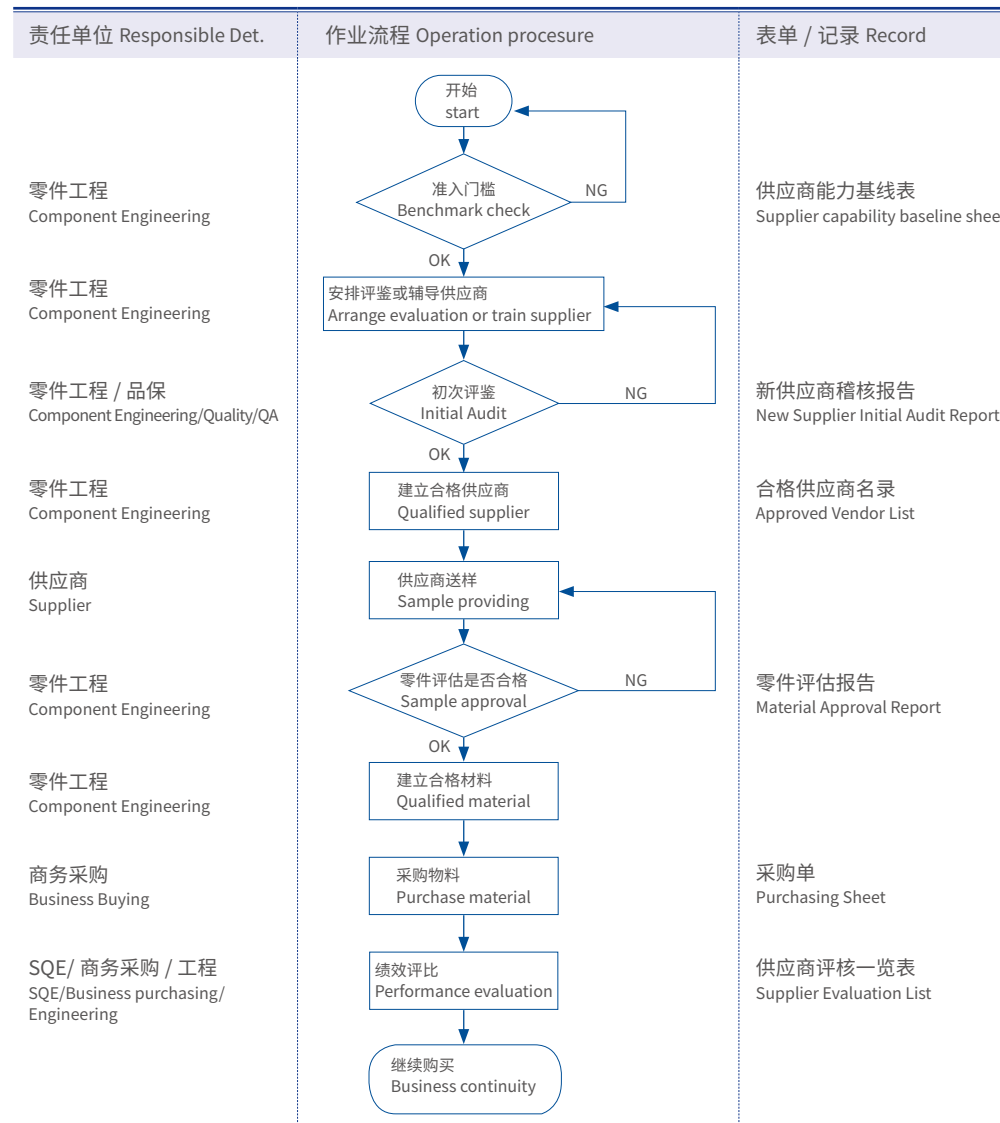 责任单位 Responsible Det.
作业流程 Operation procesure
表单 / 记录 Record
开始
start
零件工程
Component Engineering
准入门槛
Benchmark check
NG
供应商能力基线表
Supplier capability baseline shee
OK
零件工程
Component Engineering
安排评鉴或辅导供应商
Arrange evaluation or train supplier
零件工程 / 品保
Component Engineering/Quality/QA
初次评鉴
Initial Audit
NG
新供应商稽核报告
New Supplier Initial Audit Report
OK
零件工程
Component Engineering
建立合格供应商
Qualified supplier
合格供应商名录
Approved Vendor List
供应商
Supplier
供应商送样
Sample providing
零件工程
Component Engineering
零件评估是否合格
Sample approval
NG
零件评估报告
Material Approval Report
OK
零件工程
Component Engineering
建立合格材料
Qualified material
商务采购
Business Buying
采购物料
Purchase material
采购单
Purchasing Sheet
SQE/ 商务采购 / 工程
SQE/Business purchasing/
Engineering
绩效评比
Performance evaluation
供应商评核一览表
Supplier Evaluation List
继续购买
Business continuity